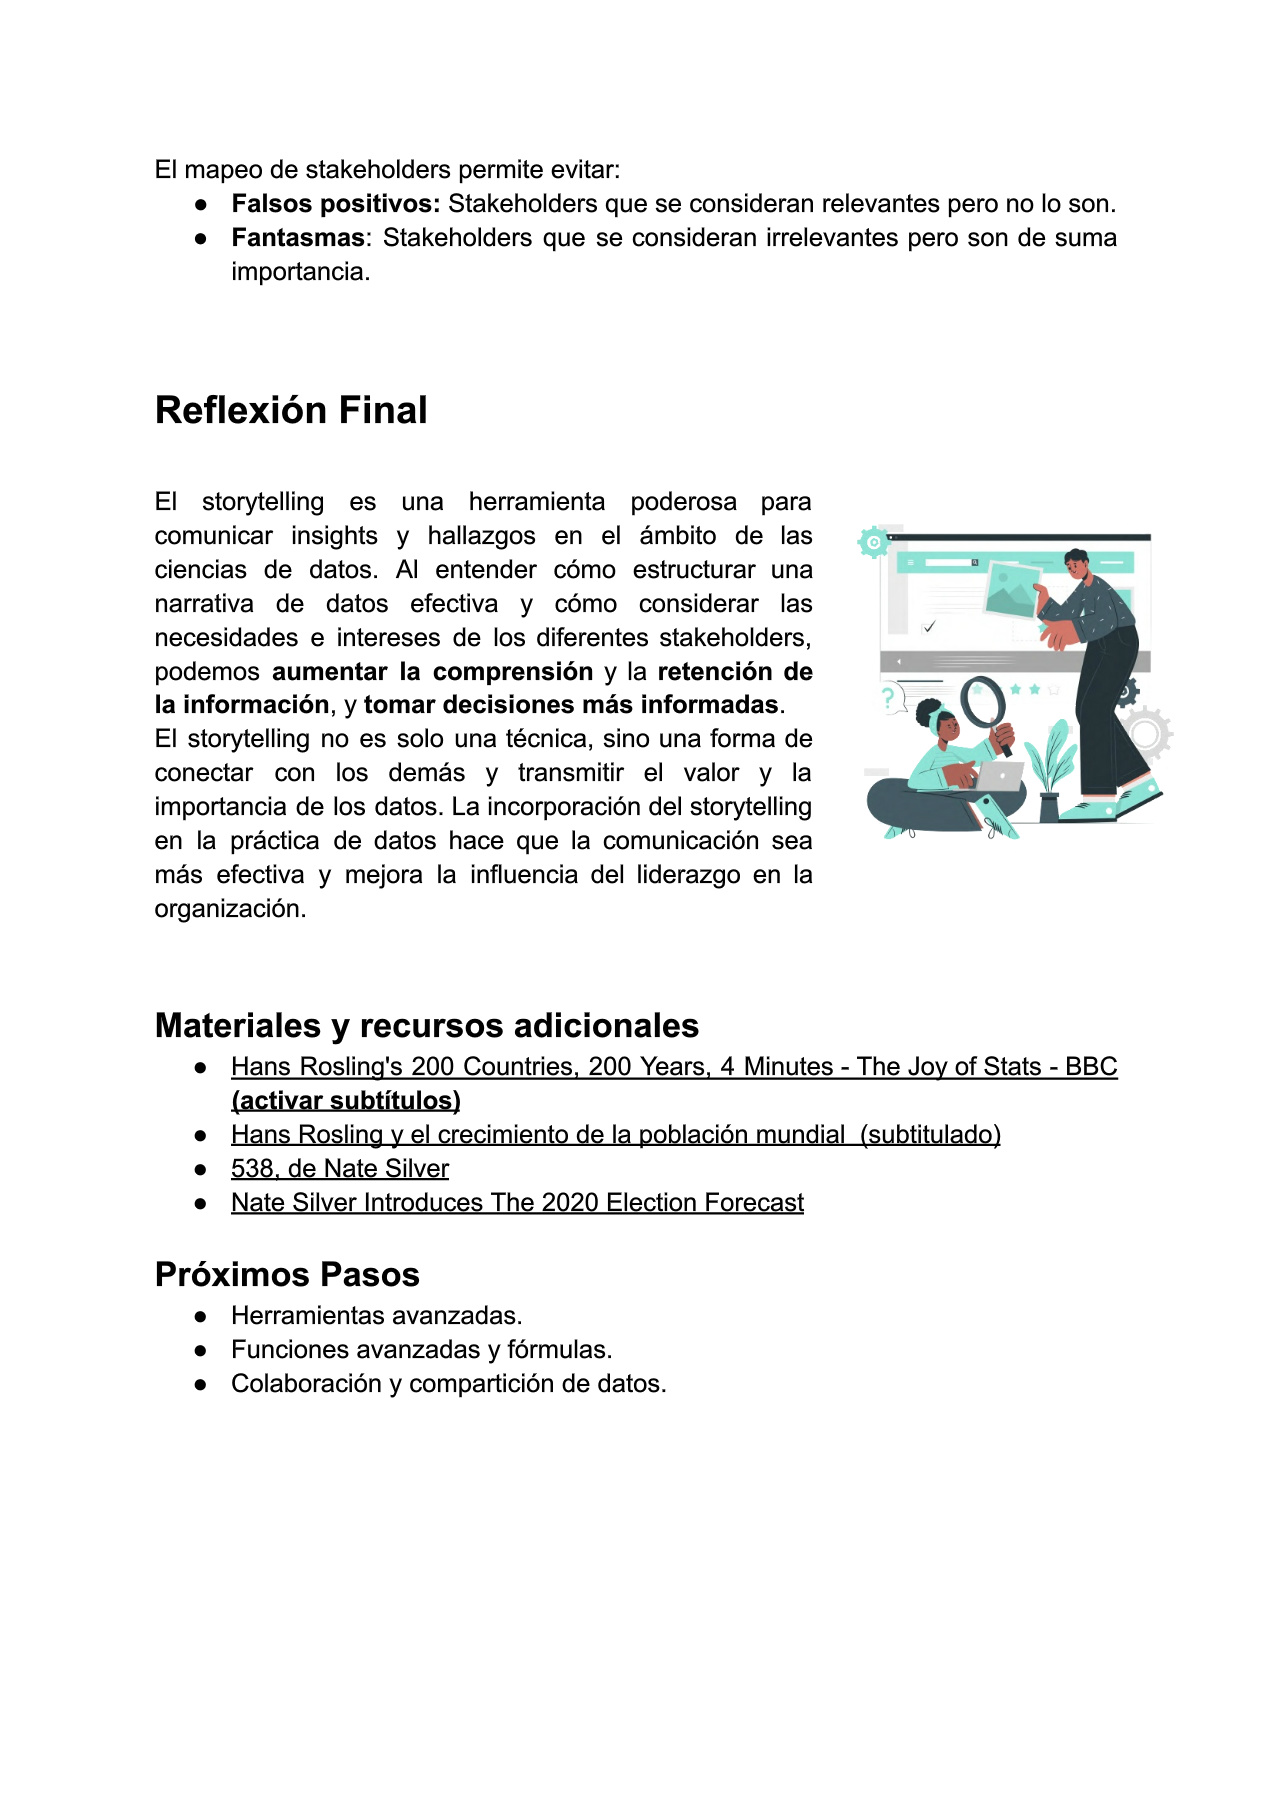 El mapeo de stakeholders permite evitar:
● Falsos positivos: Stakeholders que se consideran relevantes pero no lo son.
● Fantasmas: Stakeholders que se consideran irrelevantes pero son de suma
importancia.
Reflexión Final
El storytelling es una herramienta poderosa para
comunicar insights y hallazgos en el ámbito de las
ciencias de datos. Al entender cómo estructurar una
narrativa de datos efectiva y cómo considerar las
necesidades e intereses de los diferentes stakeholders,
podemos aumentar la comprensión y la retención de
la información, y tomar decisiones más informadas.
El storytelling no es solo una técnica, sino una forma de
conectar con los demás y transmitir el valor y la
importancia de los datos. La incorporación del storytelling
en la práctica de datos hace que la comunicación sea
más efectiva y mejora la influencia del liderazgo en la
organización.
?
Materiales y recursos adicionales
● Hans Rosling's 200 Countries, 200 Years, 4 Minutes - The Joy of Stats - BBC
(activar subtítulos)
● Hans Rosling y el crecimiento de la población mundial  (subtitulado)
● 538, de Nate Silver
● Nate Silver Introduces The 2020 Election Forecast
Próximos Pasos
● Herramientas avanzadas.
● Funciones avanzadas y fórmulas.
● Colaboración y compartición de datos.